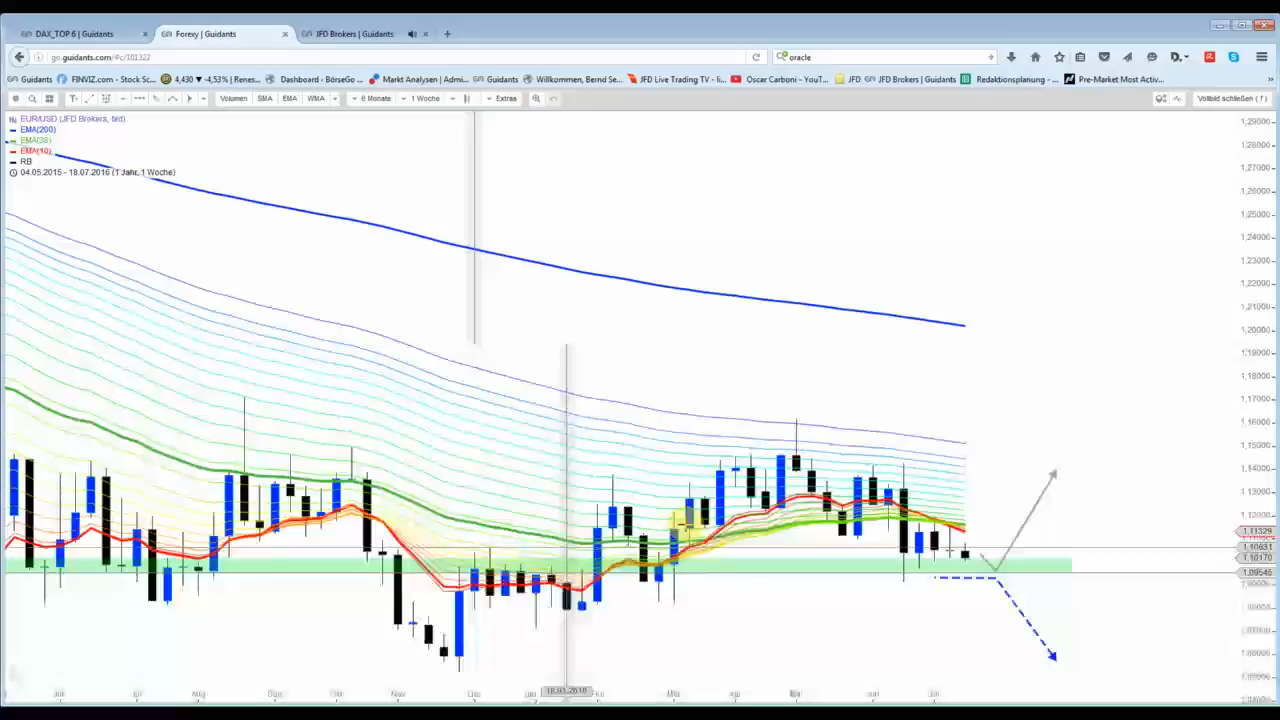 DAX_TOP 6 | Guidants
Forexy | Guidants
JFD Brokers | Guidants
go.guidants.com/#c/101322
oracle
Guidants
FINVIZ.com - Stock Sc...
4,430 ▼ -4,53% | Renes...
Dashboard - BörseGo ...
Markt Analysen | Admi...
Guidants
Willkommen, Bernd Se...
JFD Live Trading TV - li...
Oscar Carboni - YouT...
JFD
JFD Brokers | Guidants
Redaktionsplanung - ...
Pre-Market Most Activ...
Volumen
SMA
EMA
WMA
6 Monate
1 Woche
Extras
Vollbild schließen ( f )
EUR/USD (JFD Brokers, bid)
EMA(200)
EMA(38)
EMA(10)
RB
04.05.2015 - 18.07.2016 (1 Jahr, 1 Woche)
1,29000
1,28000
1,27000
1,26000
1,25000
1,24000
1,23000
1,22000
1,21000
1,20000
1,19000
1,18000
1,17000
1,16000
1,15000
1,14000
1,13000
1,12000
1,11329
1,10631
1,10170
1,09546
Aug
Nov